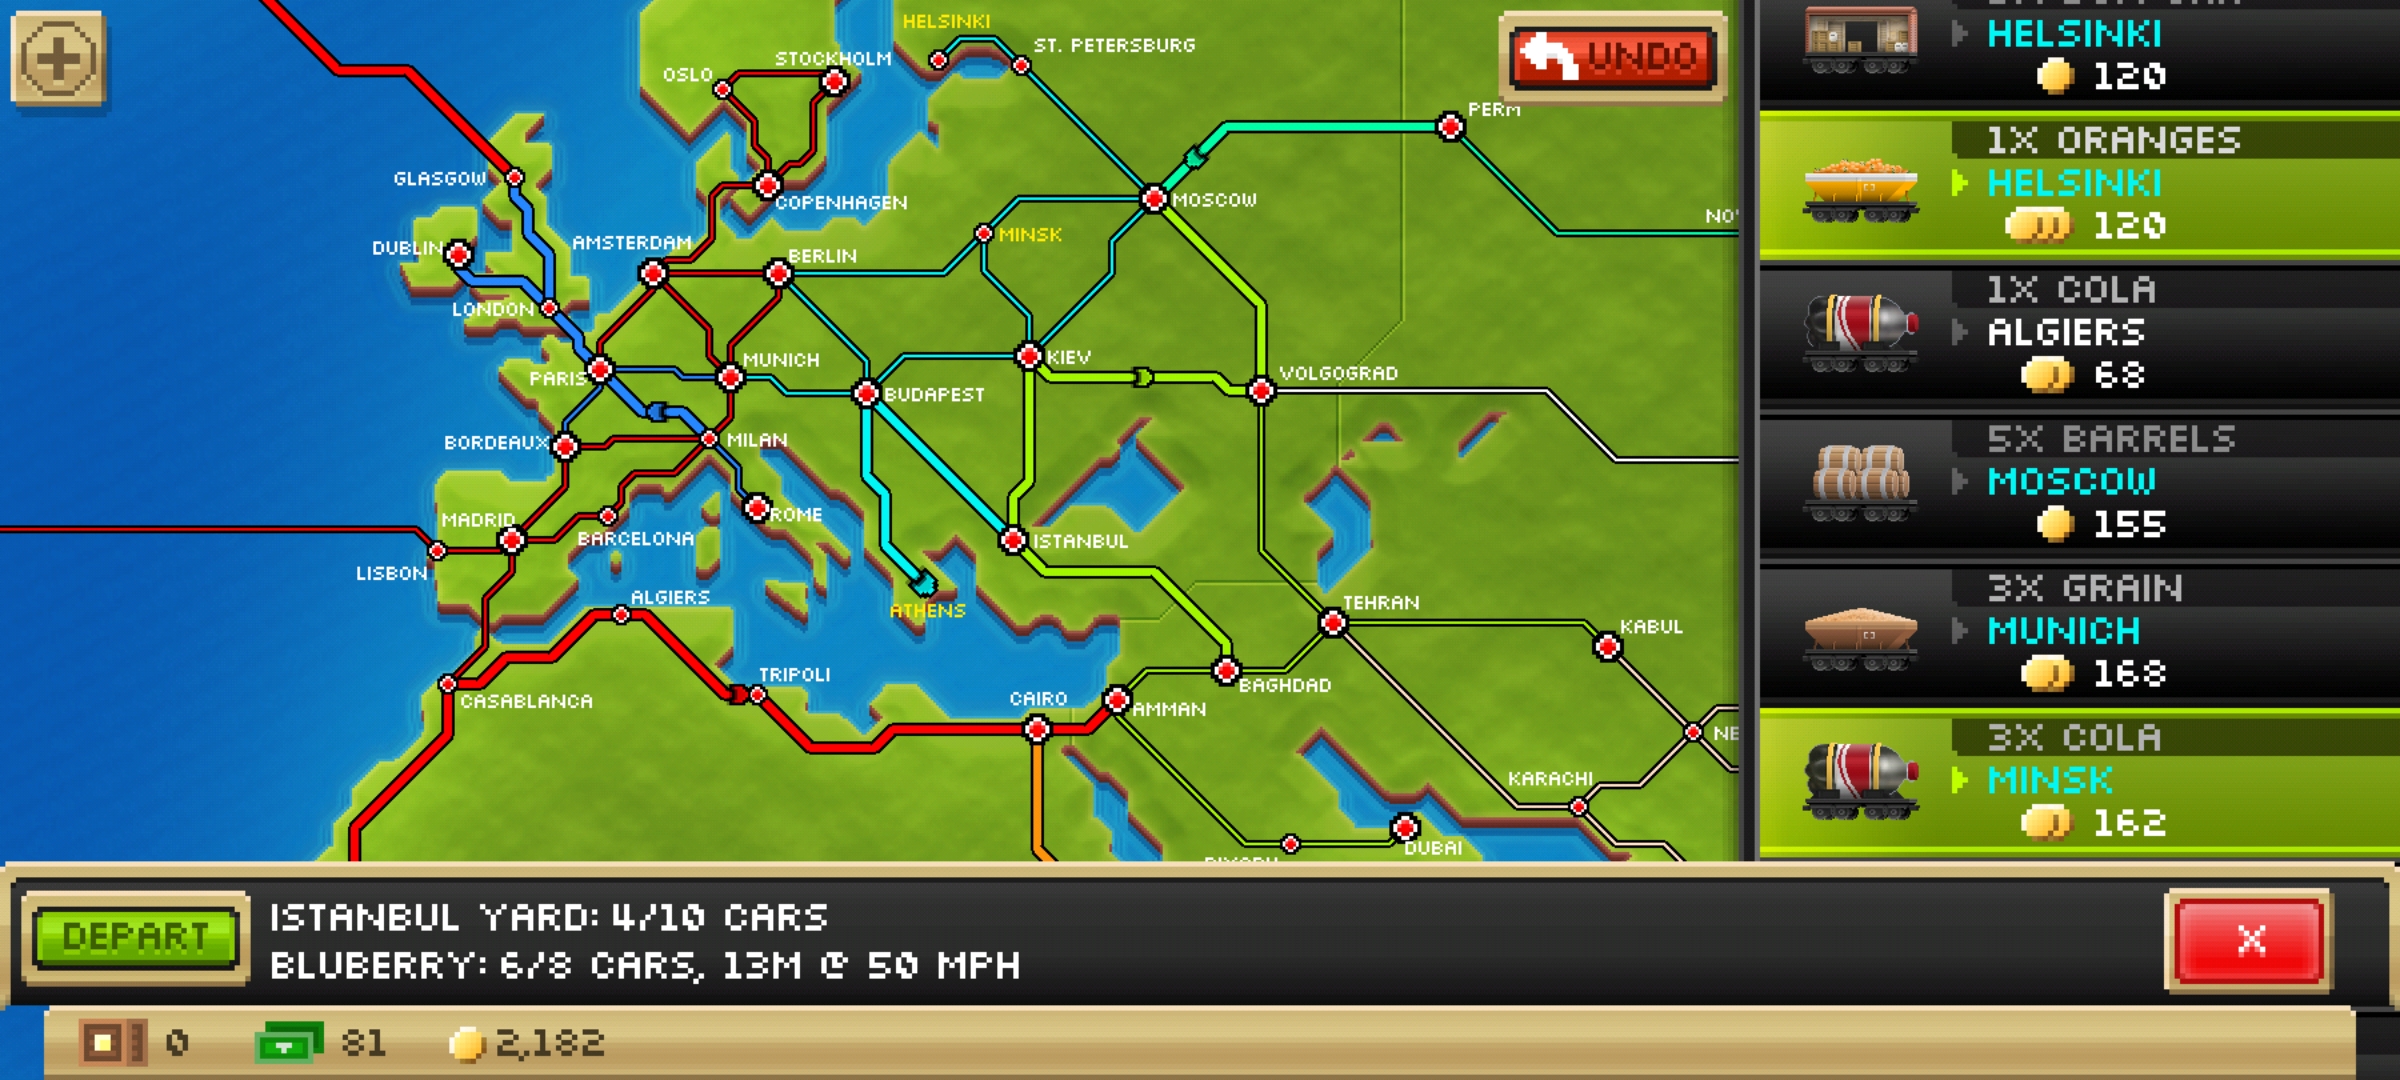 HELSINKI
ST. PETERSBURG
STOCKHOLM
OSLO
UNDO
PERM
GLASGOW
COPENHAGEN
MOSCOW
MINSK
DUBLIN
AMSTERDAM
BERLIN
LONDON
PARIS
MUNICH
KIEV
VOLGOGRAD
BUDAPEST
BORDEAUX
MILAN
MADRID
ROME
BARCELONA
ISTANBUL
LISBON
ALGIERS
ATHENS
TEHRAN
KABUL
CASABLANCA
TRIPOLI
CAIRO
AMMAN
BAGHDAD
KARACHI
DUBAI
HELSINKI
120
1X ORANGES
HELSINKI
120
1X COLA
ALGIERS
68
5X BARRELS
MOSCOW
155
3X GRAIN
MUNICH
168
3X COLA
MINSK
162
DEPART
ISTANBUL YARD: 4/10 CARS
BLUBERRY: 6/8 CARS, 13M @ 50 MPH
X
0
81
2,182